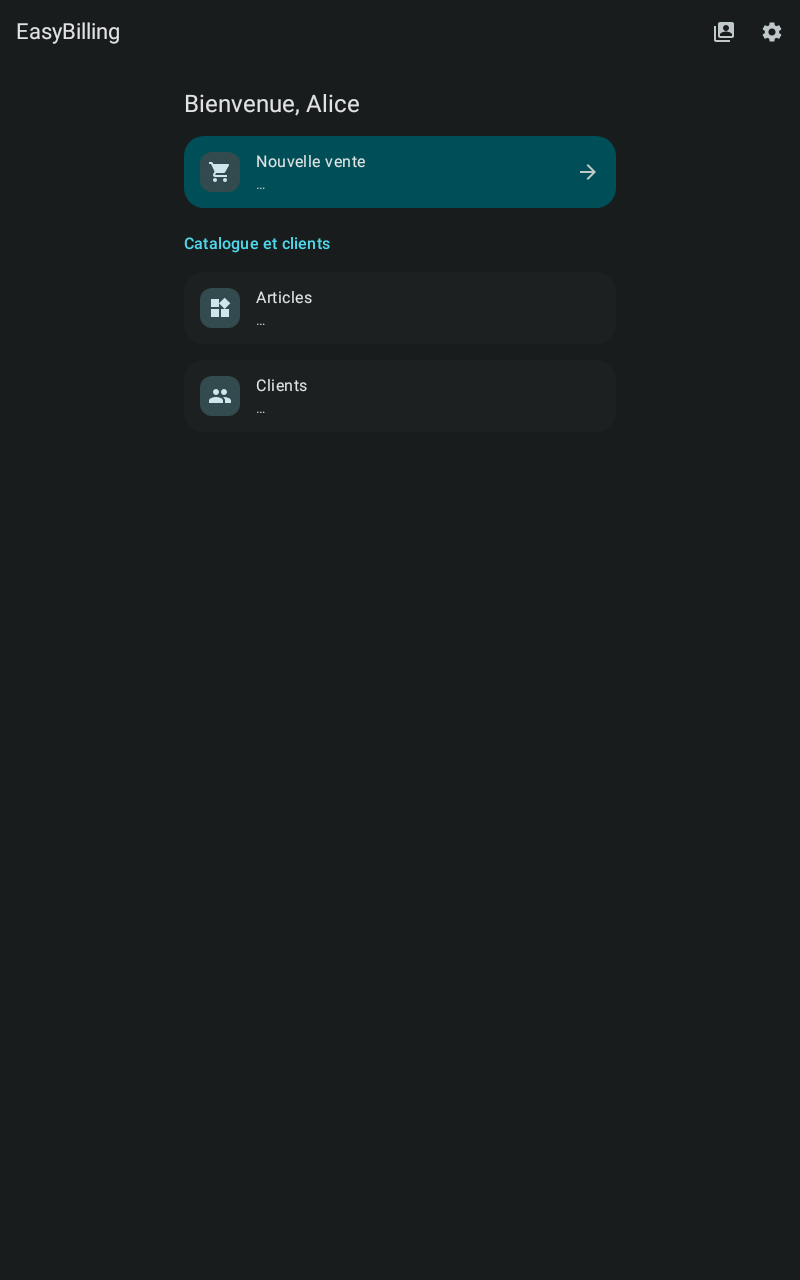 EasyBilling
Bienvenue, Alice
Nouvelle vente
…
Catalogue et clients
Articles
…
Clients
…